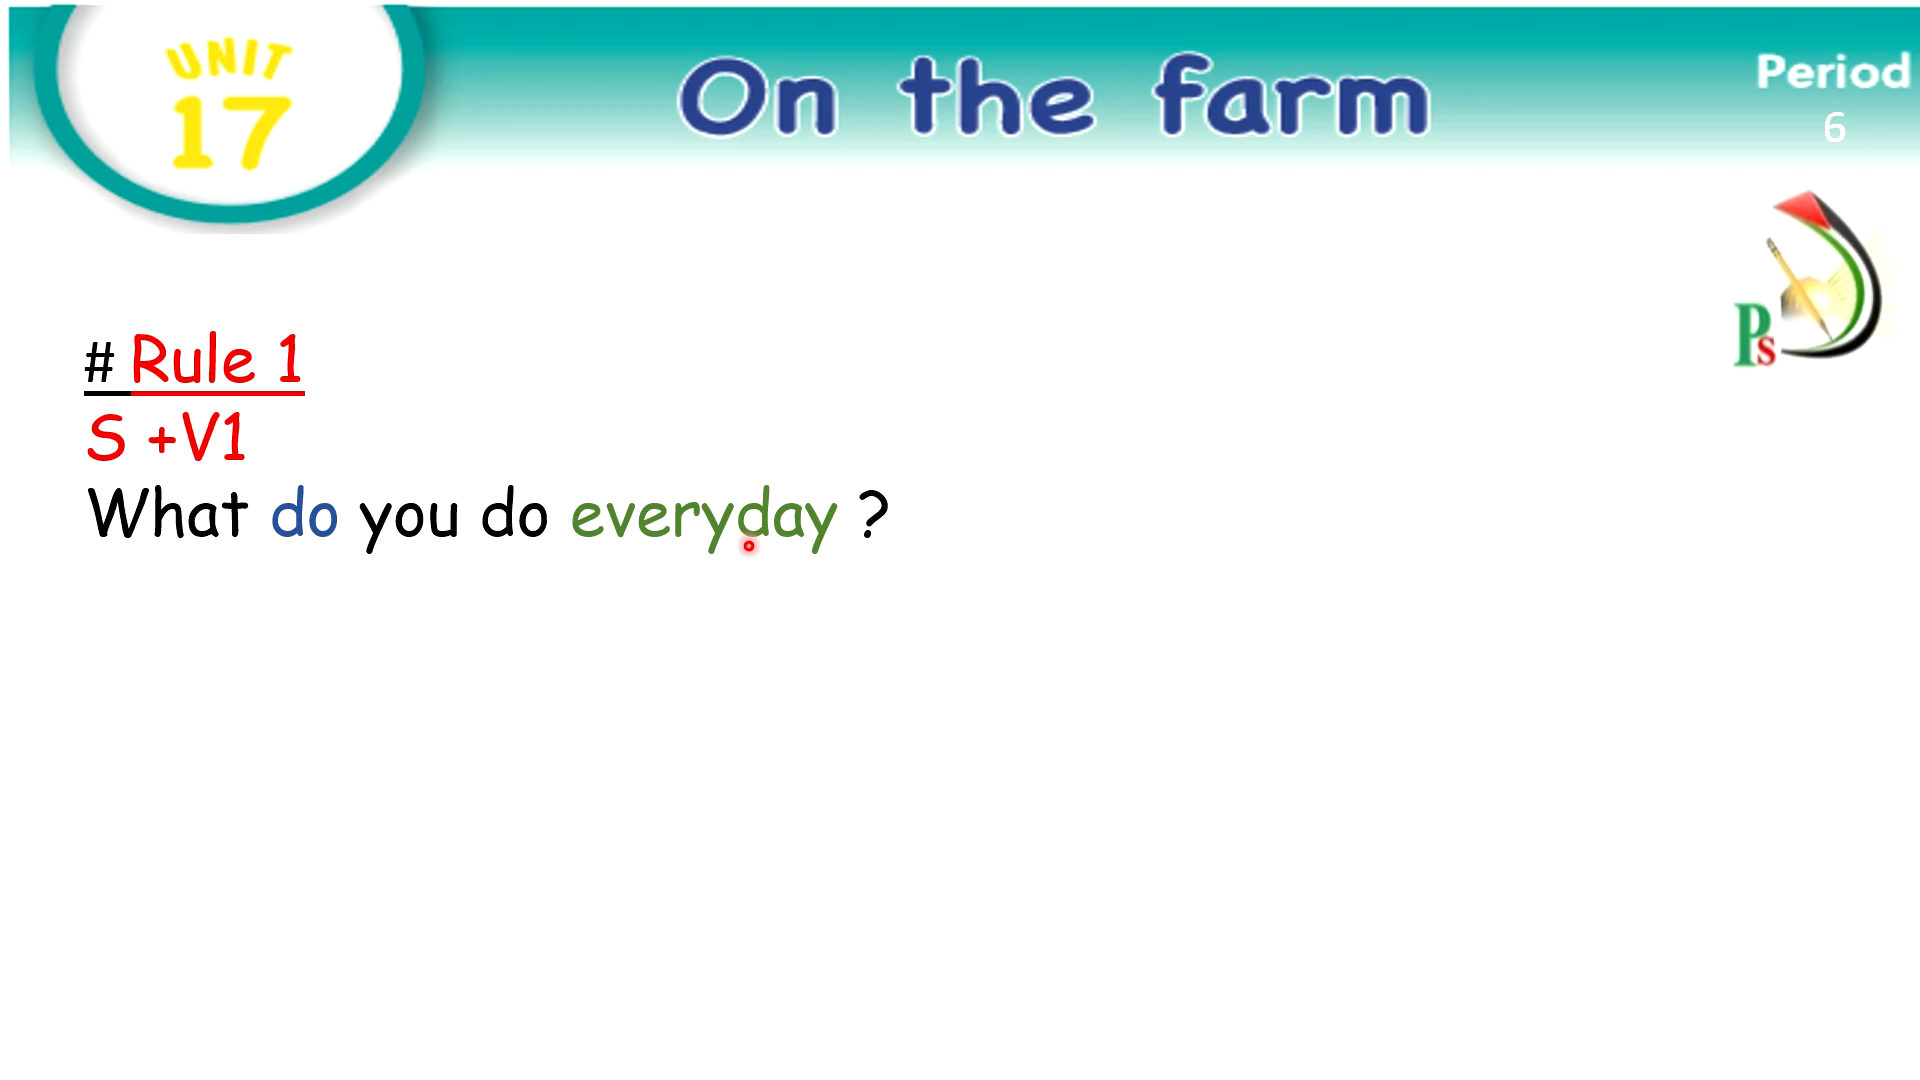 UNIT
17
On the farm
Period
6
Ps
# Rule 1
S +V1
What do you do everyday ?